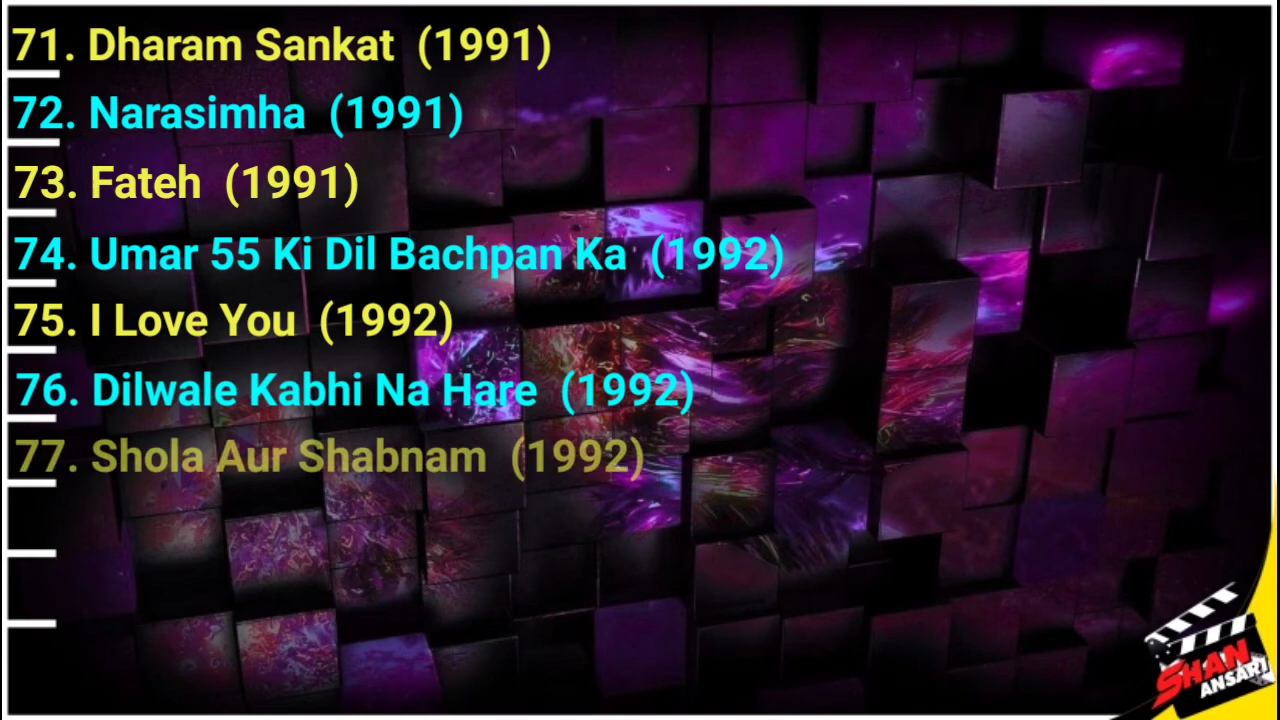 71. Dharam Sankat (1991)
72. Narasimha (1991)
73. Fateh (1991)
74. Umar 55 Ki Dil Bachpan Ka (1992)
75. I Love You (1992)
76. Dilwale Kabhi Na Hare (1992)
77. Shola Aur Shabnam (1992)
SHAN
ANSARI